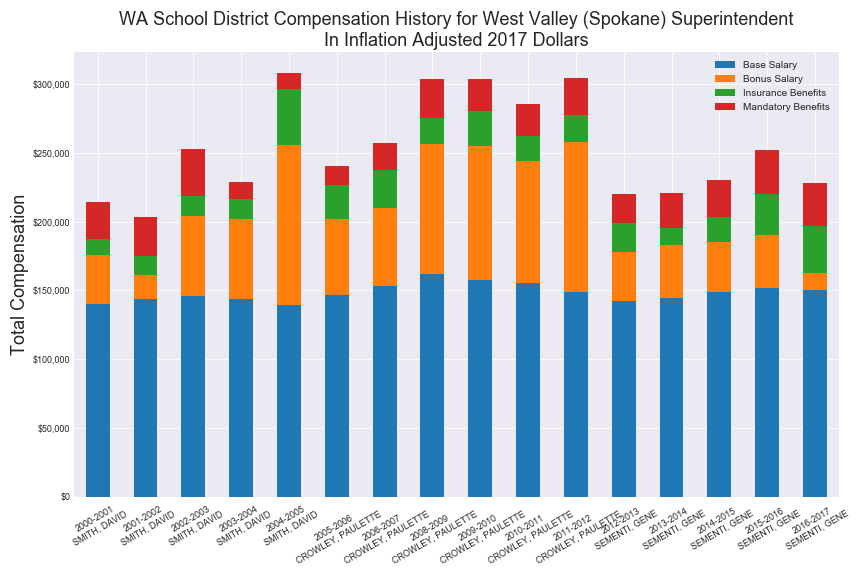 WA School District Compensation History for West Valley (Spokane) Superintendent
In Inflation Adjusted 2017 Dollars
Base Salary
Bonus Salary
Insurance Benefits
Mandatory Benefits
Total Compensation
$300,000
$250,000
$200,000
$150,000
$100,000
$50,000
$0
2000-2001
SMITH, DAVID
2001-2002
SMITH, DAVID
2002-2003
SMITH, DAVID
2003-2004
SMITH, DAVID
2004-2005
SMITH, DAVID
2005-2006
CROWLEY, PAULETTE
2006-2007
CROWLEY, PAULETTE
2008-2009
CROWLEY, PAULETTE
2009-2010
CROWLEY, PAULETTE
2010-2011
CROWLEY, PAULETTE
2011-2012
CROWLEY, PAULETTE
2012-2013
SEMENTI, GENE
2013-2014
SEMENTI, GENE
2014-2015
SEMENTI, GENE
2015-2016
SEMENTI, GENE
2016-2017
SEMENTI, GENE